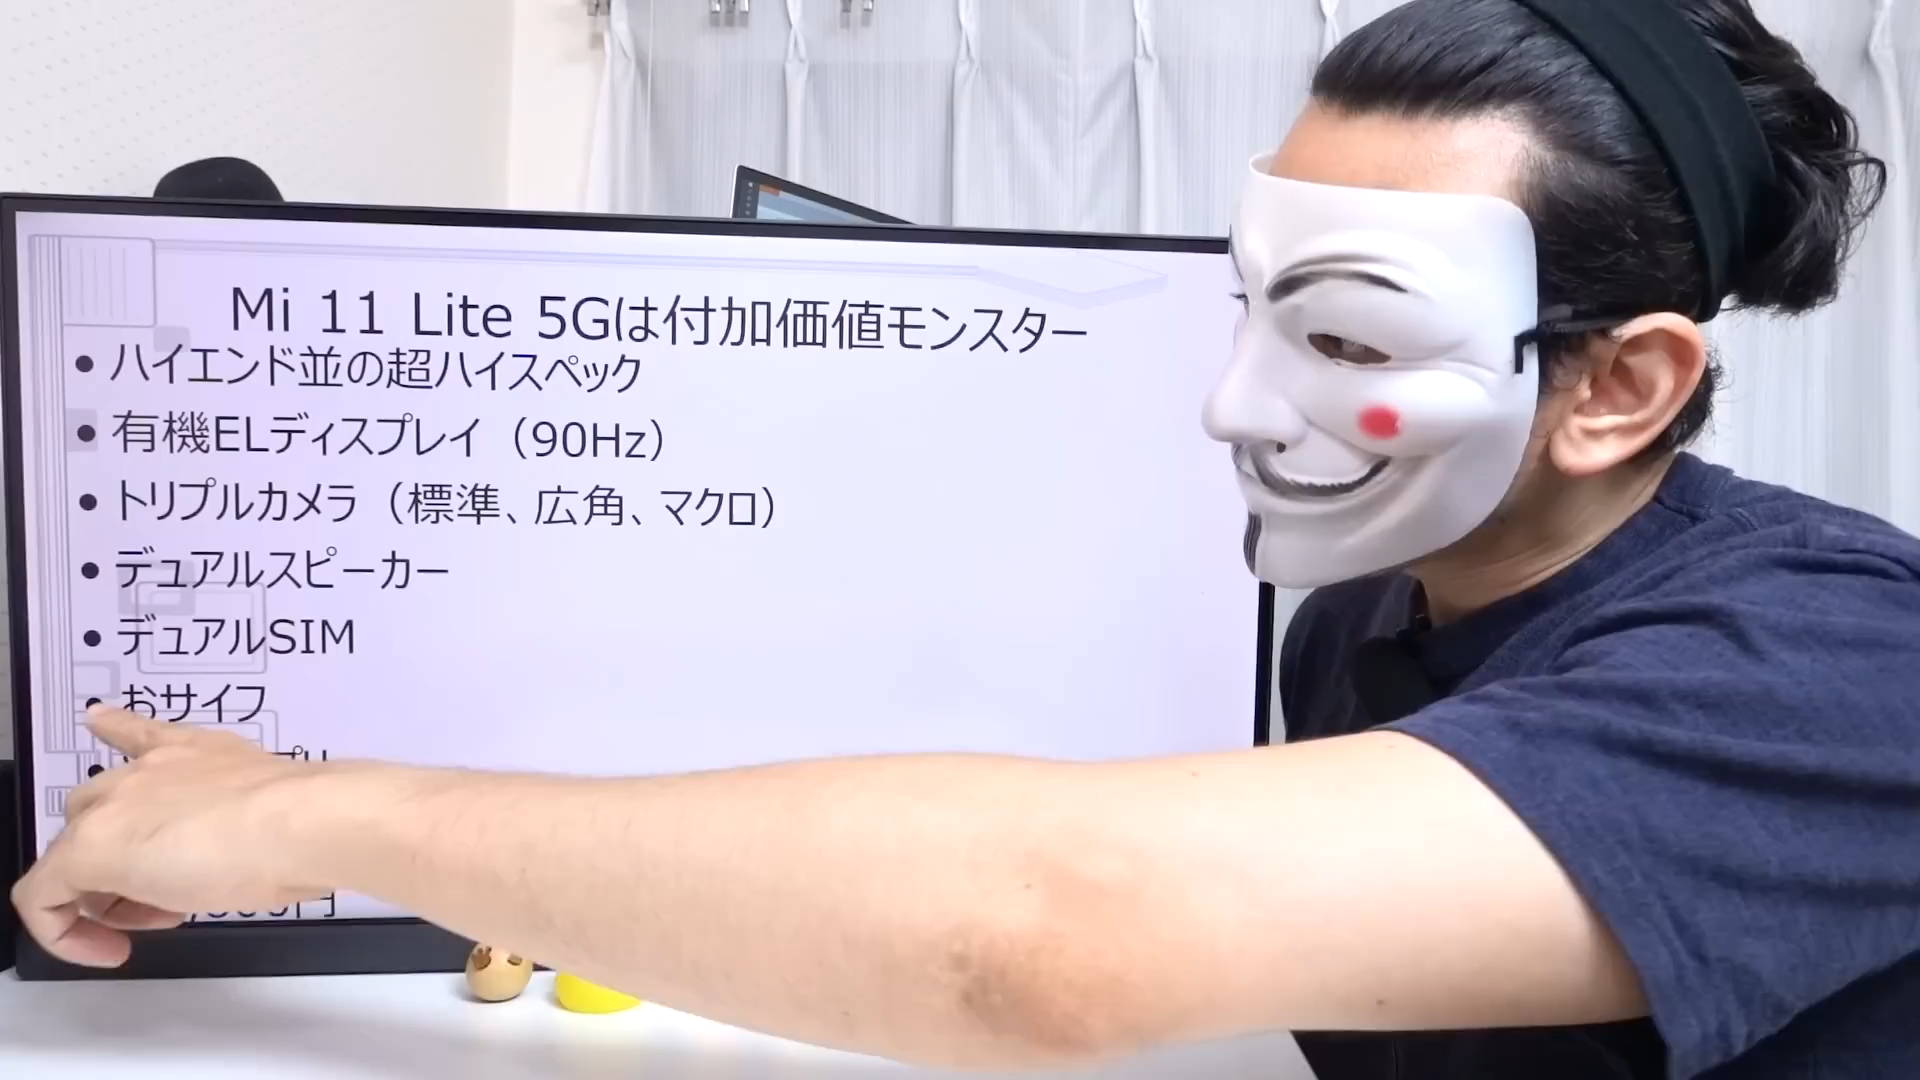 Mi 11 Lite 5Gは付加価値モンスター
• ハイエンド並の超ハイスペック
• 有機ELディスプレイ（90Hz）
• トリプルカメラ（標準、広角、マクロ）
• デュアルスピーカー
• デュアルSIM
• おサイフ